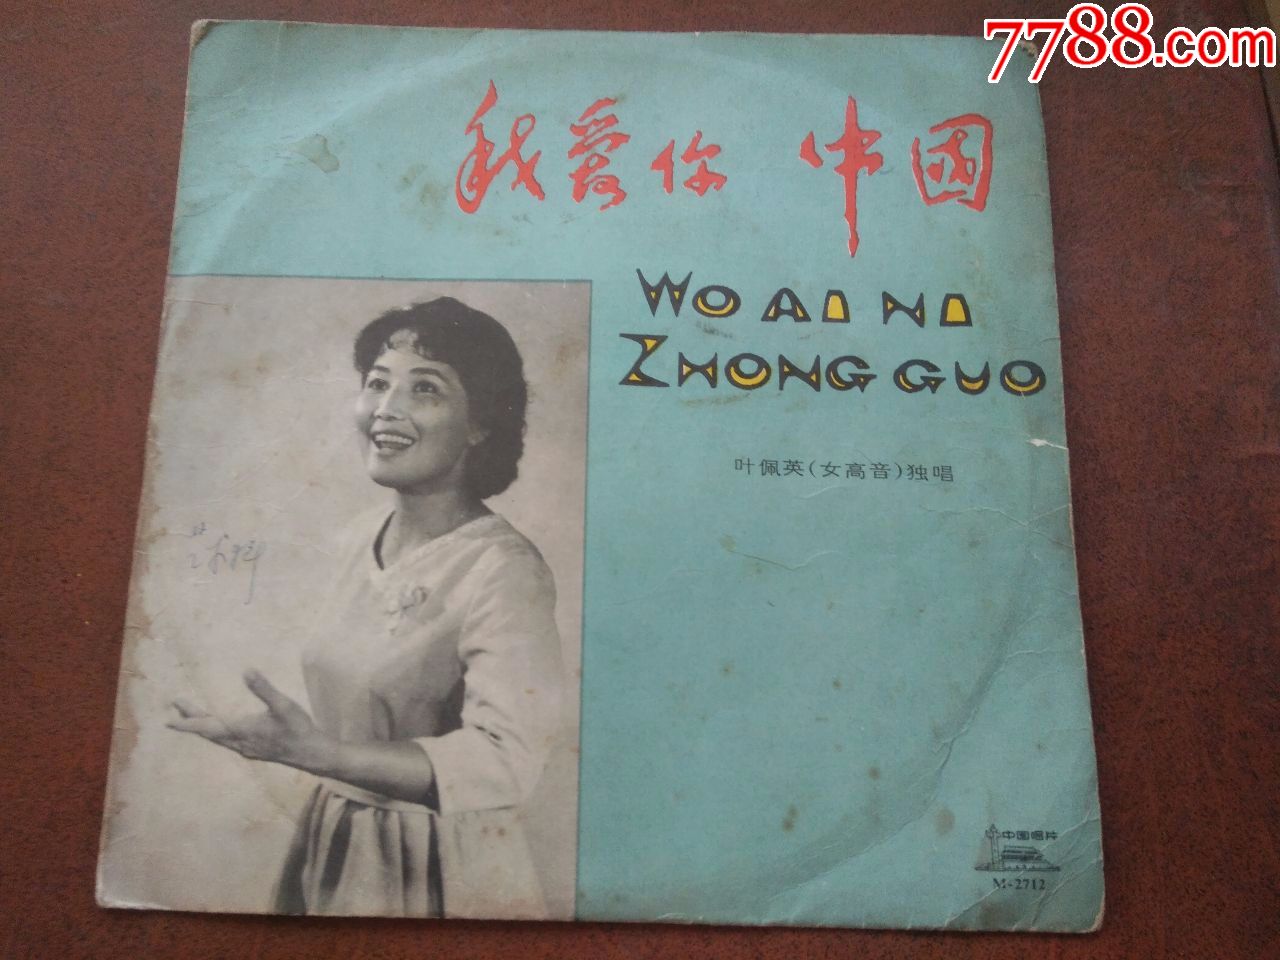 7788.com
我爱你 中國
WO AI NI
ZHONG GUO
叶佩英(女高音)独唱
中国唱片
M-2712